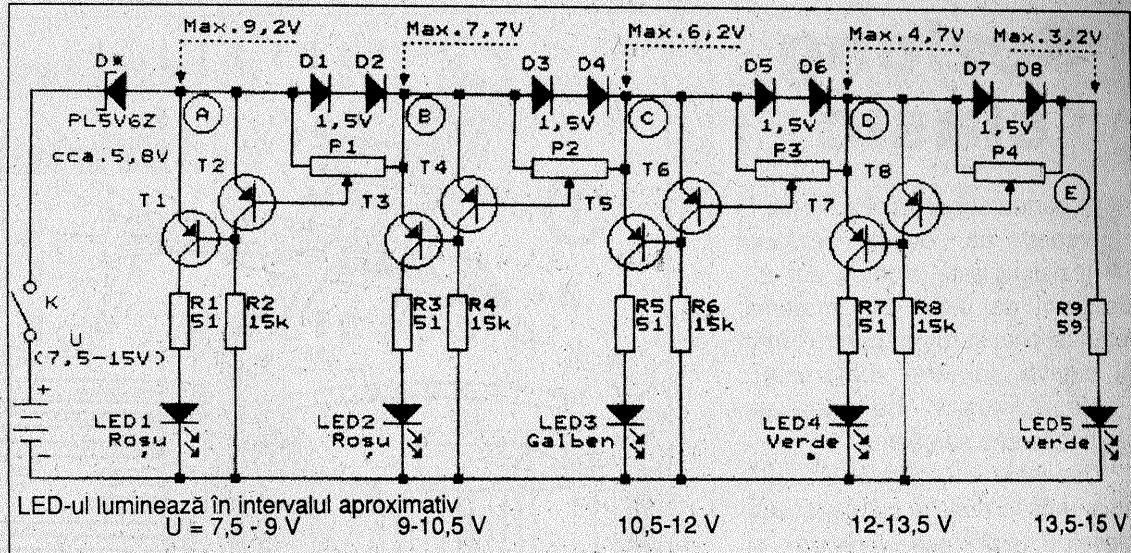 Max.9,2V
Max.7,7V
Max.6,2V
Max.4,7V
Max.3,2V
D*
D1 D2
D3 D4
D5 D6
D7 D8
PL5V6Z
A
1,5V
B
1,5V
C
1,5V
D
1,5V
cca.5,8V
P1
P2
P3
P4
T2
T4
T6
T8
E
T1
T3
T5
T7
K
U
(7,5-15V)
+
-
R1
51
R2
15k
R3
51
R4
15k
R5
51
R6
15k
R7
51
R8
15k
R9
59
LED1
Roşu
LED2
Roşu
LED3
Galben
LED4
Verde
LED5
Verde
LED-ul luminează în intervalul aproximativ
U = 7,5 - 9 V 9-10,5 V 10,5-12 V 12-13,5 V 13,5-15 V